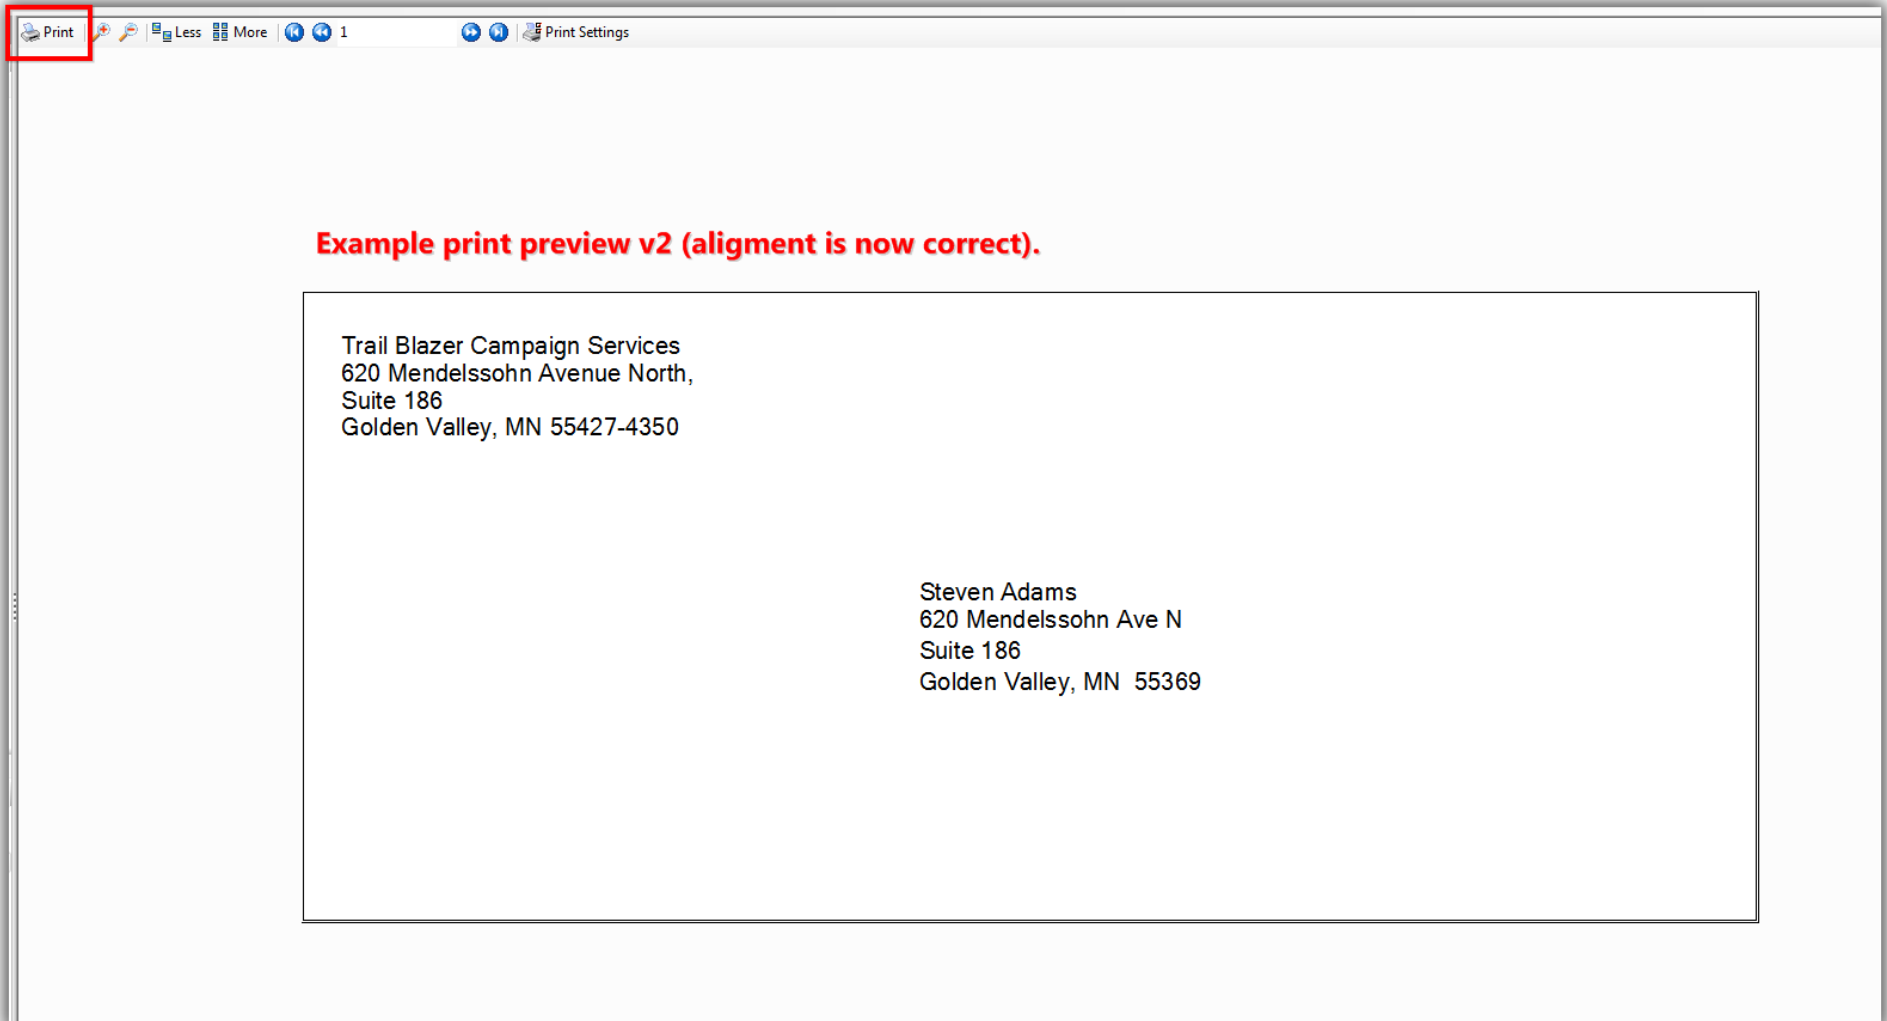 Print Less More 1 Print Settings
Example print preview v2 (aligment is now correct).
Trail Blazer Campaign Services
620 Mendelssohn Avenue North,
Suite 186
Golden Valley, MN 55427-4350
Steven Adams
620 Mendelssohn Ave N
Suite 186
Golden Valley, MN  55369